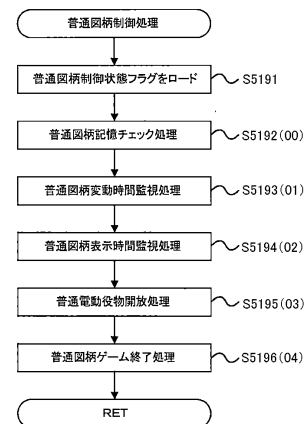 普通図柄制御処理
普通図柄制御状態フラグをロード S5191
普通図柄記憶チェック処理 S5192(00)
普通図柄変動時間監視処理 S5193(01)
普通図柄表示時間監視処理 S5194(02)
普通電動役物開放処理 S5195(03)
普通図柄ゲーム終了処理 S5196(04)
RET